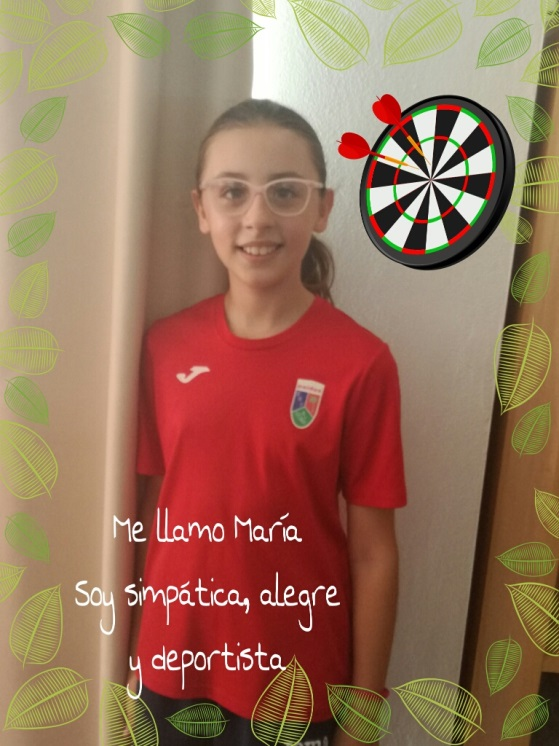 Me llamo María
Soy simpática, alegre
y deportista